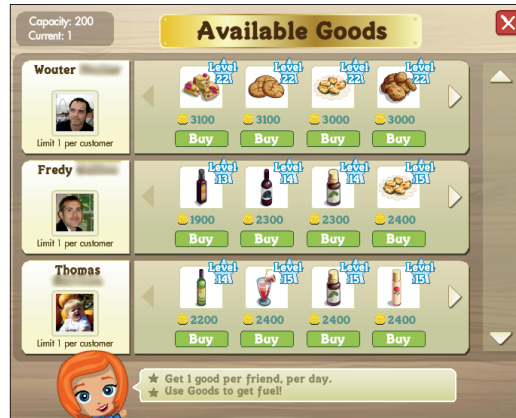 Capacity: 200
Current: 1
Available Goods
Wouter
Limit 1 per customer
Level 22
Level 22
Level 22
Level 22
3100
3100
3000
3000
Buy
Buy
Buy
Buy
Fredy
Limit 1 per customer
Level 13
Level 14
Level 14
Level 15
1900
2300
2300
2400
Buy
Buy
Buy
Buy
Thomas
Limit 1 per customer
Level 14
Level 15
Level 15
Level 15
2200
2400
2400
2400
Buy
Buy
Buy
Buy
Get 1 good per friend, per day.
Use Goods to get fuel!